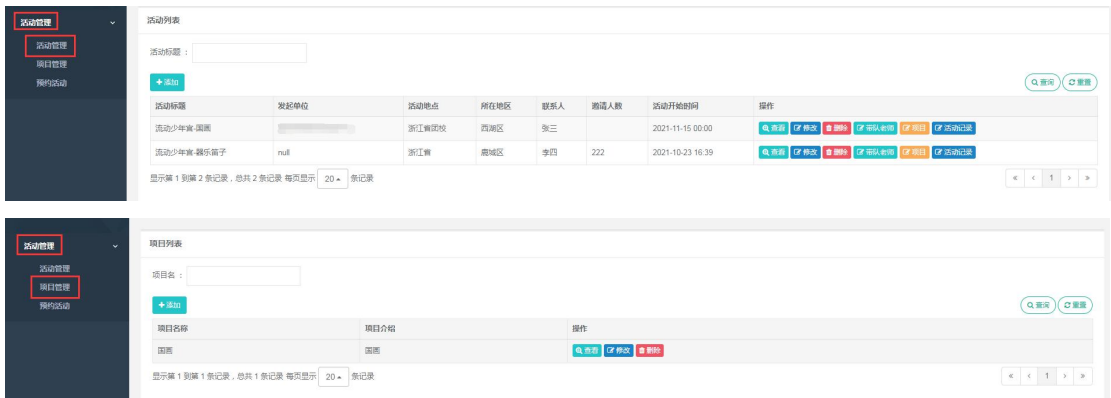 活动管理
活动管理
项目管理
预约活动
活动列表
活动标题 :
+添加
查询 重置
活动标题 发起单位 活动地点 所在地区 联系人 邀请人数 活动开始时间 操作
流动少年宫-国画 浙江省团校 西湖区 张三 2021-11-15 00:00 查看 修改 删除 带队老师 项目 活动记录
流动少年宫-器乐笛子 null 浙江省 鹿城区 李四 222 2021-10-23 16:39 查看 修改 删除 带队老师 项目 活动记录
显示第 1 到第 2 条记录，总共 2 条记录 每页显示 20 条记录
« ‹ 1 › »
活动管理
活动管理
项目管理
预约活动
项目列表
项目名 :
+添加
查询 重置
项目名称 项目介绍 操作
国画 国画 查看 修改 删除
显示第 1 到第 1 条记录，总共 1 条记录 每页显示 20 条记录
« ‹ 1 › »